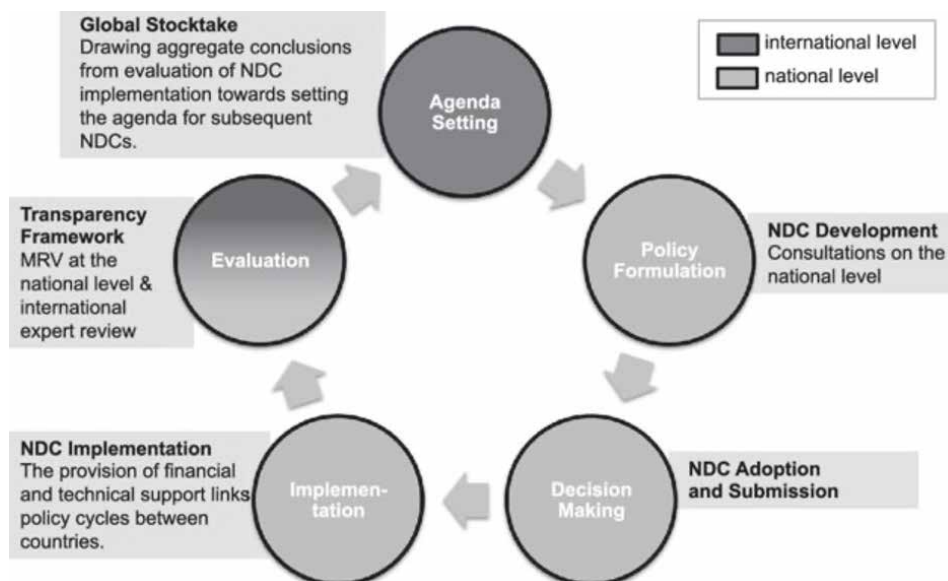 Global Stocktake
Drawing aggregate conclusions
from evaluation of NDC
implementation towards setting
the agenda for subsequent
NDCs.
Agenda
Setting
international level
national level
Transparency
Framework
MRV at the
national level &
international
expert review
Evaluation
Policy
Formulation
NDC Development
Consultations on the
national level
NDC Implementation
The provision of financial
and technical support links
policy cycles between
countries.
Implemen-
tation
Decision
Making
NDC Adoption
and Submission